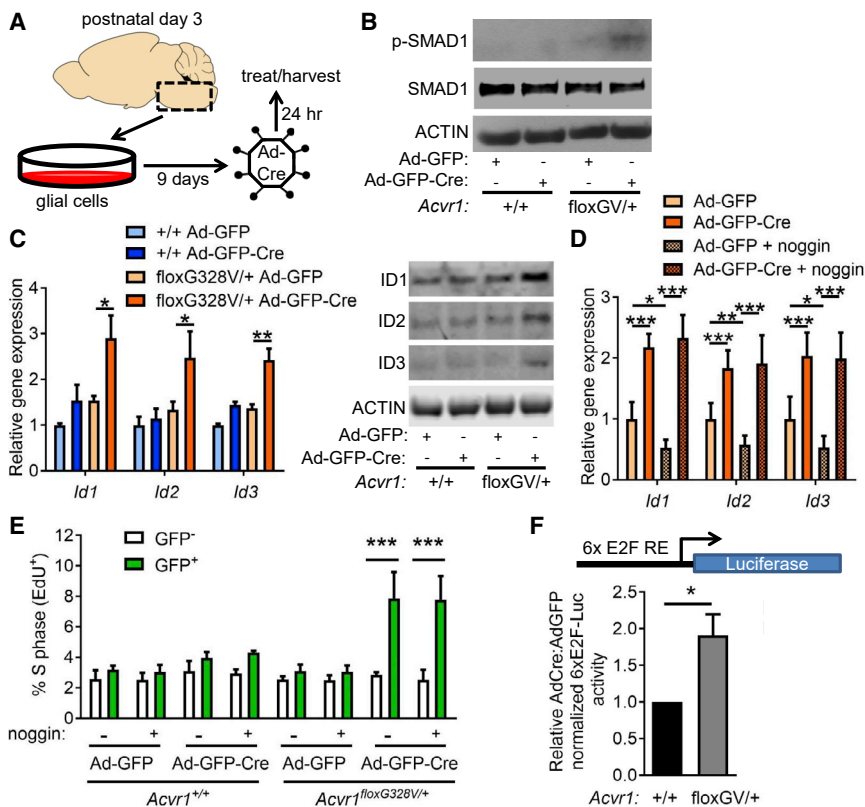 A
postnatal day 3
treat/harvest
24 hr
Ad-
Cre
9 days
glial cells
B
p-SMAD1
SMAD1
ACTIN
Ad-GFP: + - + -
Ad-GFP-Cre: - + - +
Acvr1: +/+ floxGV/+
C
+/+ Ad-GFP
+/+ Ad-GFP-Cre
floxG328V/+ Ad-GFP
floxG328V/+ Ad-GFP-Cre
Relative gene expression
4
3
2
1
0
* * **
Id1 Id2 Id3
ID1
ID2
ID3
ACTIN
Ad-GFP: + - + -
Ad-GFP-Cre: - + - +
Acvr1: +/+ floxGV/+
D
Ad-GFP
Ad-GFP-Cre
Ad-GFP + noggin
Ad-GFP-Cre + noggin
Relative gene expression
3
2
1
0
* *** ***
** *** ***
* *** ***
Id1 Id2 Id3
E
GFP-
GFP+
% S phase (EdU+)
12
10
8
6
4
2
0
*** ***
noggin: - + - + - + - +
Ad-GFP Ad-GFP-Cre Ad-GFP Ad-GFP-Cre
Acvr1+/+ Acvr1floxG328V/+
F
6x E2F RE
Luciferase
Relative AdCre:AdGFP
normalized 6xE2F-Luc
activity
2.5
2.0
1.5
1.0
0.5
0.0
*
Acvr1: +/+ floxGV/+